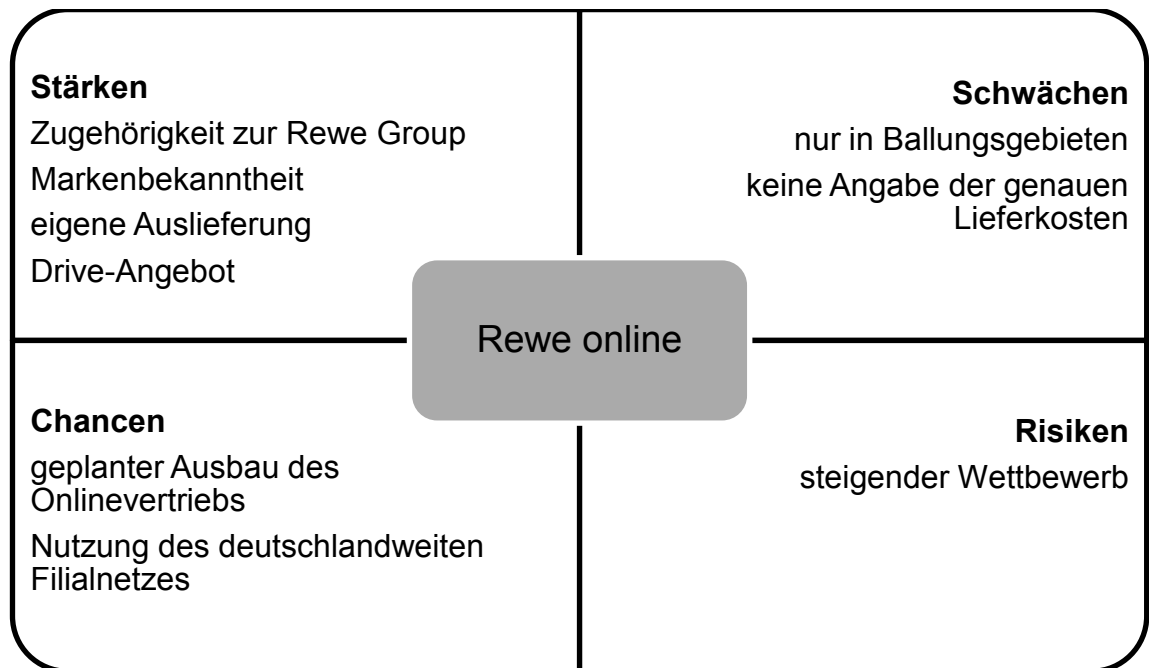 Stärken
Zugehörigkeit zur Rewe Group
Markenbekanntheit
eigene Auslieferung
Drive-Angebot
Schwächen
nur in Ballungsgebieten
keine Angabe der genauen
Lieferkosten
Rewe online
Chancen
geplanter Ausbau des
Onlinevertriebs
Nutzung des deutschlandweiten
Filialnetzes
Risiken
steigender Wettbewerb